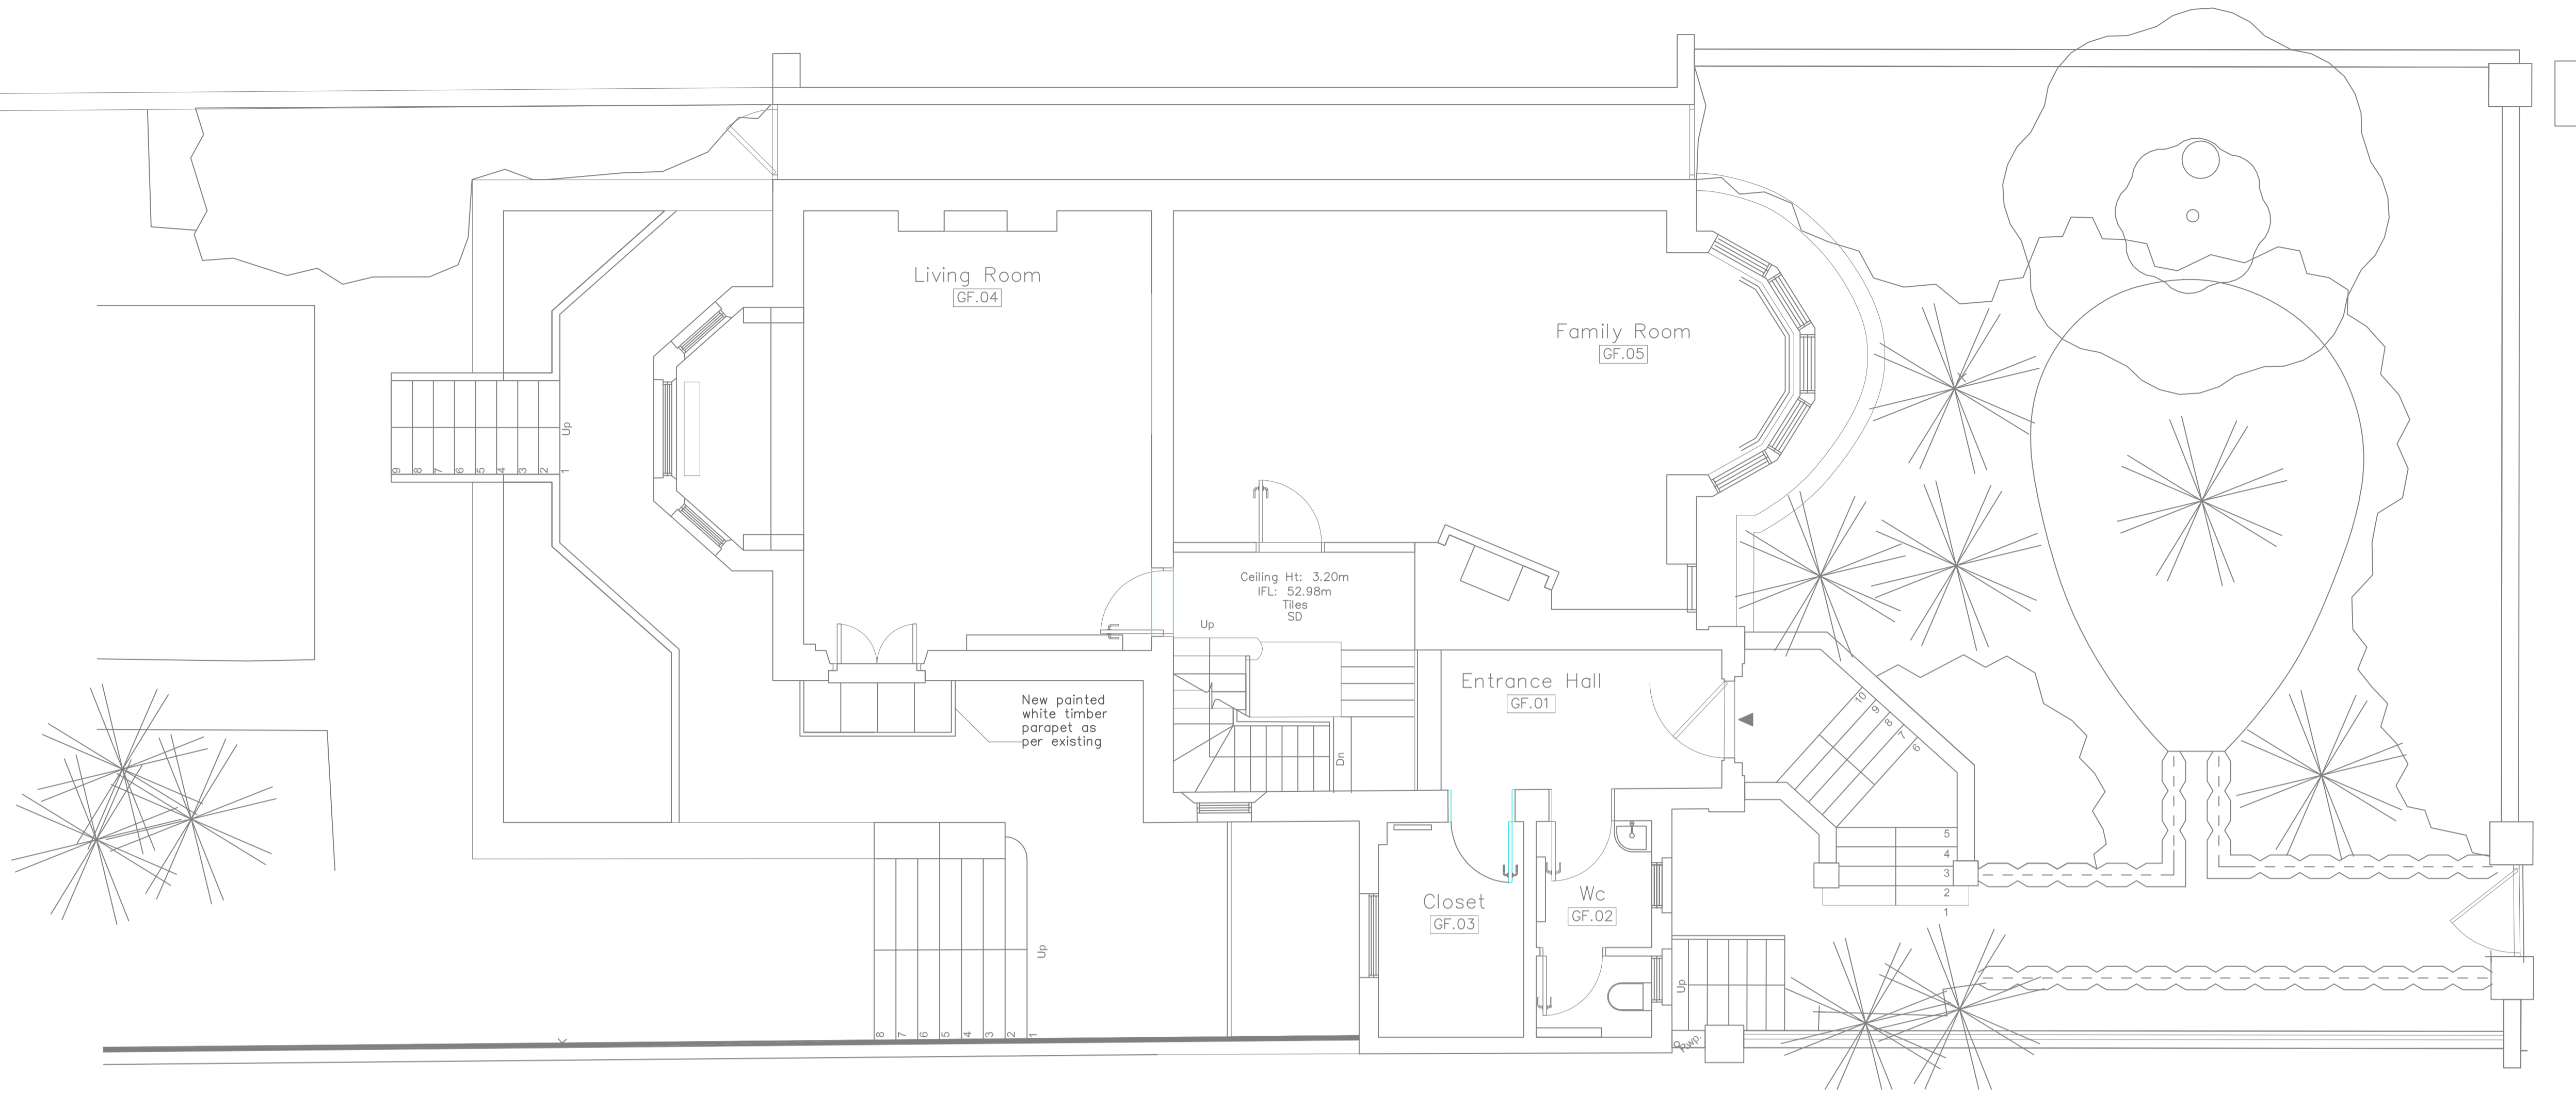 Living Room
GF.04
Family Room
GF.05
Up
9 8 7 6 5 4 3 2 1
Ceiling Ht: 3.20m
IFL: 52.98m
Tiles
SD
Up
Entrance Hall
GF.01
New painted
white timber
parapet as
per existing
Dn
10
9
8
7
6
5
4
3
2
1
Closet
GF.03
Wc
GF.02
Up
8 7 6 5 4 3 2 1
Up
Rwp.